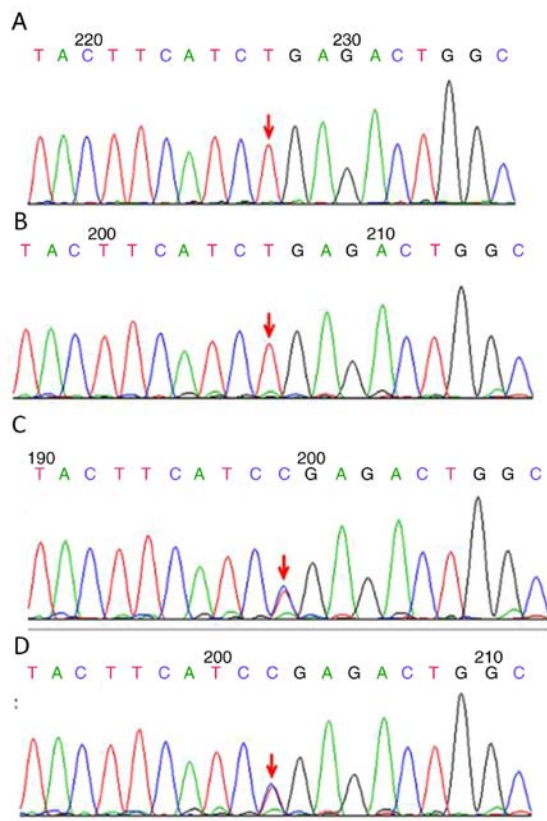 A
220 230
T A C T T C A T C T G A G A C T G G C
B
200 210
T A C T T C A T C T G A G A C T G G C
C
190 200
T A C T T C A T C C G A G A C T G G C
D
200 210
T A C T T C A T C C G A G A C T G G C
: